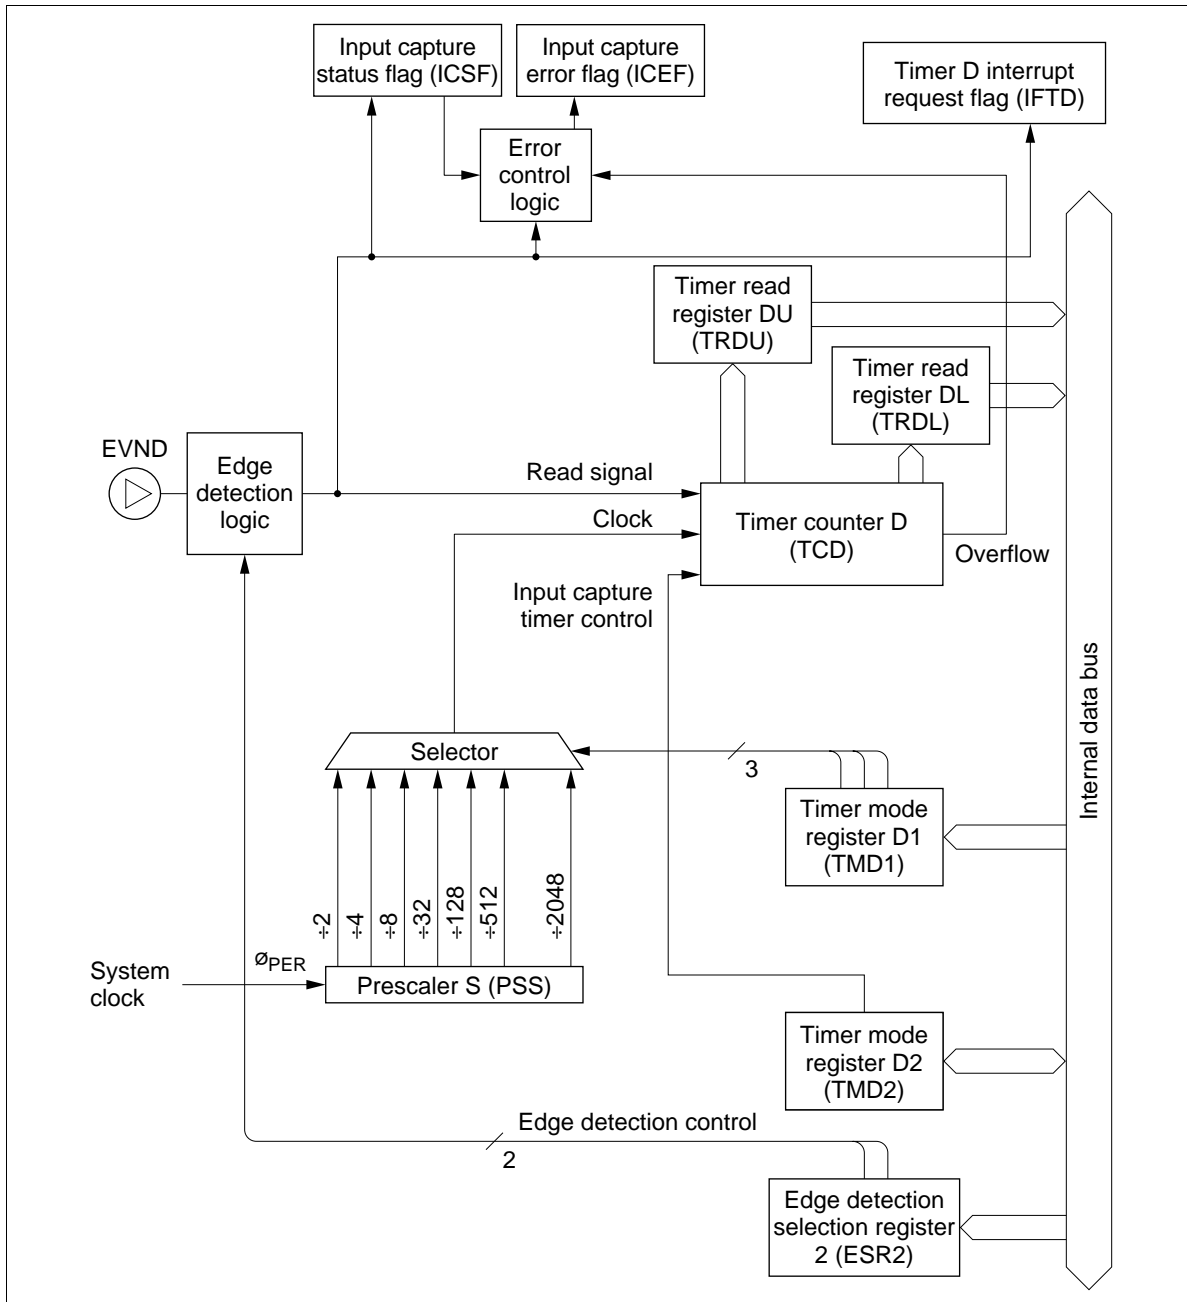 Input capture
status flag (ICSF)
Input capture
error flag (ICEF)
Timer D interrupt
request flag (IFTD)
Error
control
logic
Timer read
register DU
(TRDU)
Timer read
register DL
(TRDL)
EVND
Edge
detection
logic
Read signal
Clock
Timer counter D
(TCD)
Overflow
Input capture
timer control
Internal data bus
Selector
3
Timer mode
register D1
(TMD1)
÷2
÷4
÷8
÷32
÷128
÷512
÷2048
System
clock
øPER
Prescaler S (PSS)
Timer mode
register D2
(TMD2)
Edge detection control
2
Edge detection
selection register
2 (ESR2)